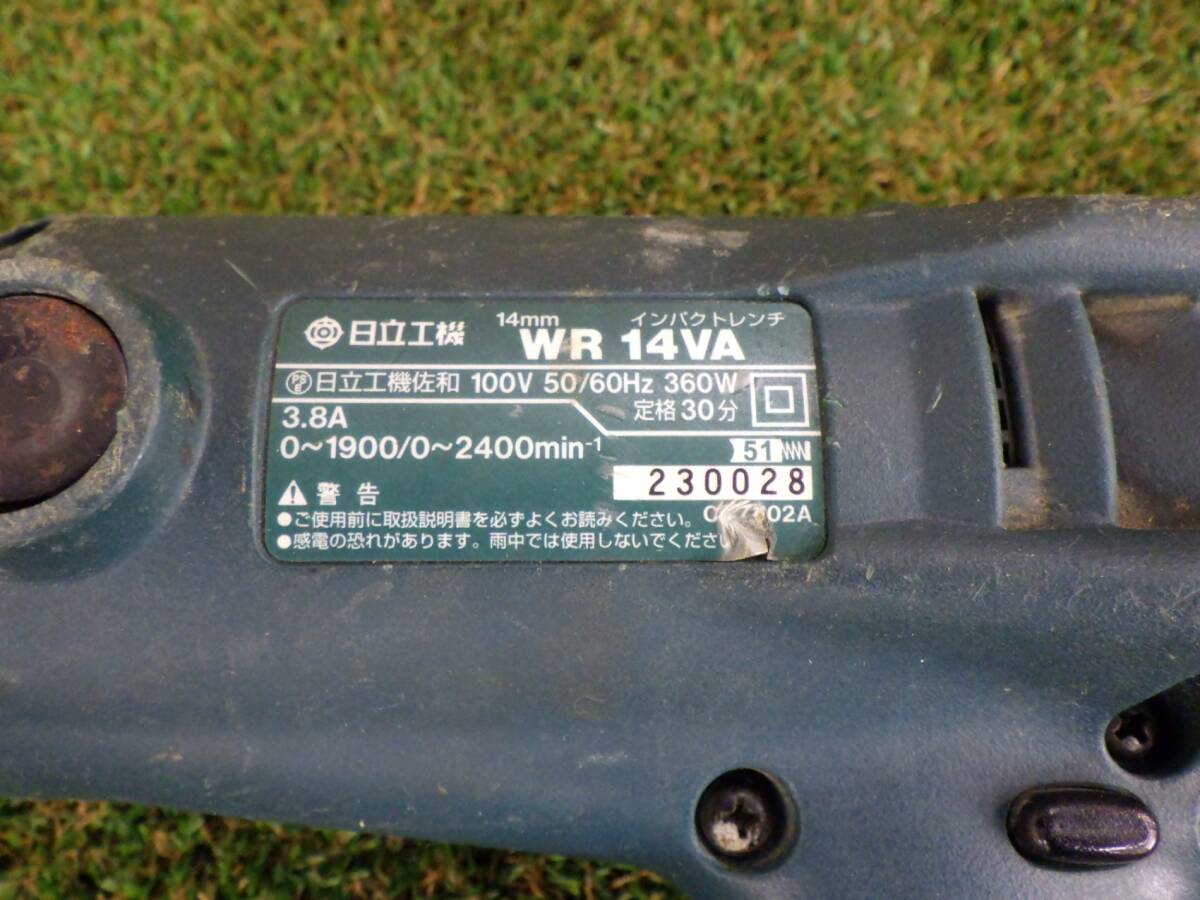 日立工機 14mm インパクトレンチ
WR 14VA
PSE 日立工機佐和 100V 50/60Hz 360W
3.8A 定格30分
0~1900/0~2400min⁻¹ 51
230028
警告
●ご使用前に取扱説明書を必ずよくお読みください。
●感電の恐れがあります。雨中では使用しないでくださ